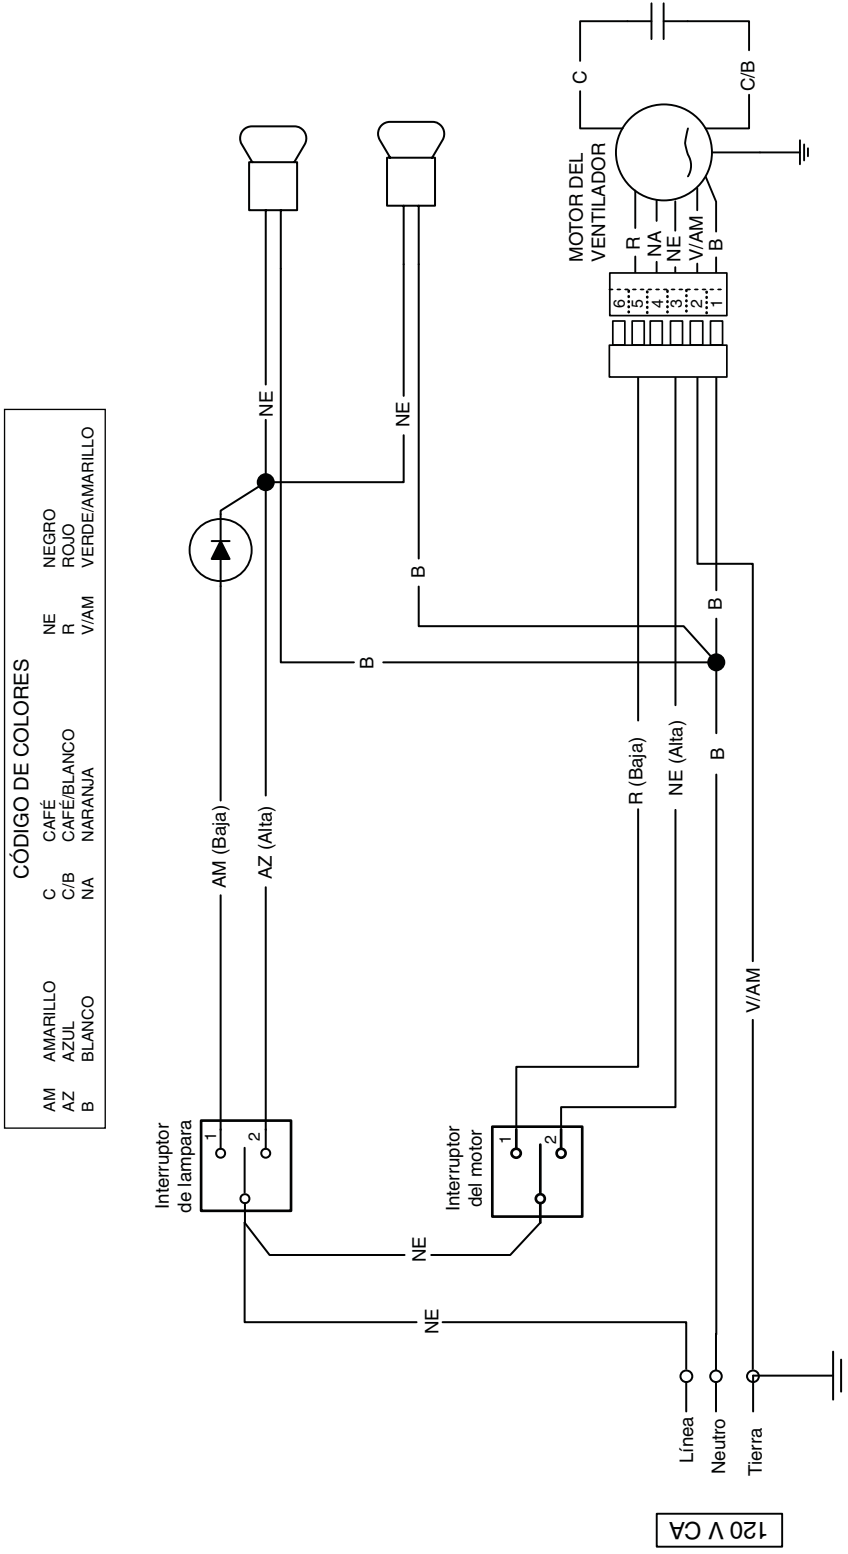 CÓDIGO DE COLORES
AM AMARILLO
AZ AZUL
B BLANCO
C CAFÉ
C/B CAFÉ/BLANCO
NA NARANJA
NE NEGRO
R ROJO
V/AM VERDE/AMARILLO
Interruptor
de lampara
1
2
AM (Baja)
AZ (Alta)
NE
NE
B
B
Interruptor
del motor
1
2
NE
NE
R (Baja)
NE (Alta)
B
B
V/AM
MOTOR DEL
VENTILADOR
6
5
4
3
2
1
R
NA
NE
V/AM
B
C
C/B
Línea
Neutro
Tierra
120 V CA